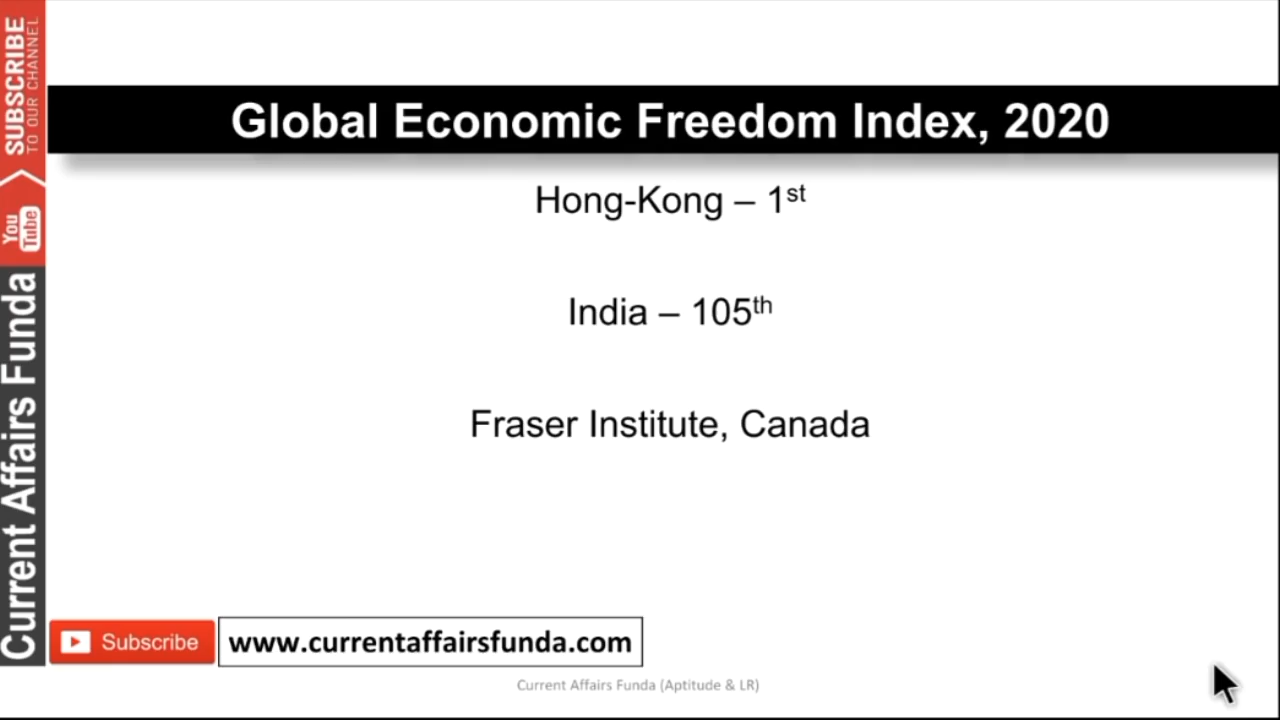 Global Economic Freedom Index, 2020
Hong-Kong – 1st
India – 105th
Fraser Institute, Canada
SUBSCRIBE
TO OUR CHANNEL
You
Tube
Current Affairs Funda
Subscribe
www.currentaffairsfunda.com
Current Affairs Funda (Aptitude & LR)